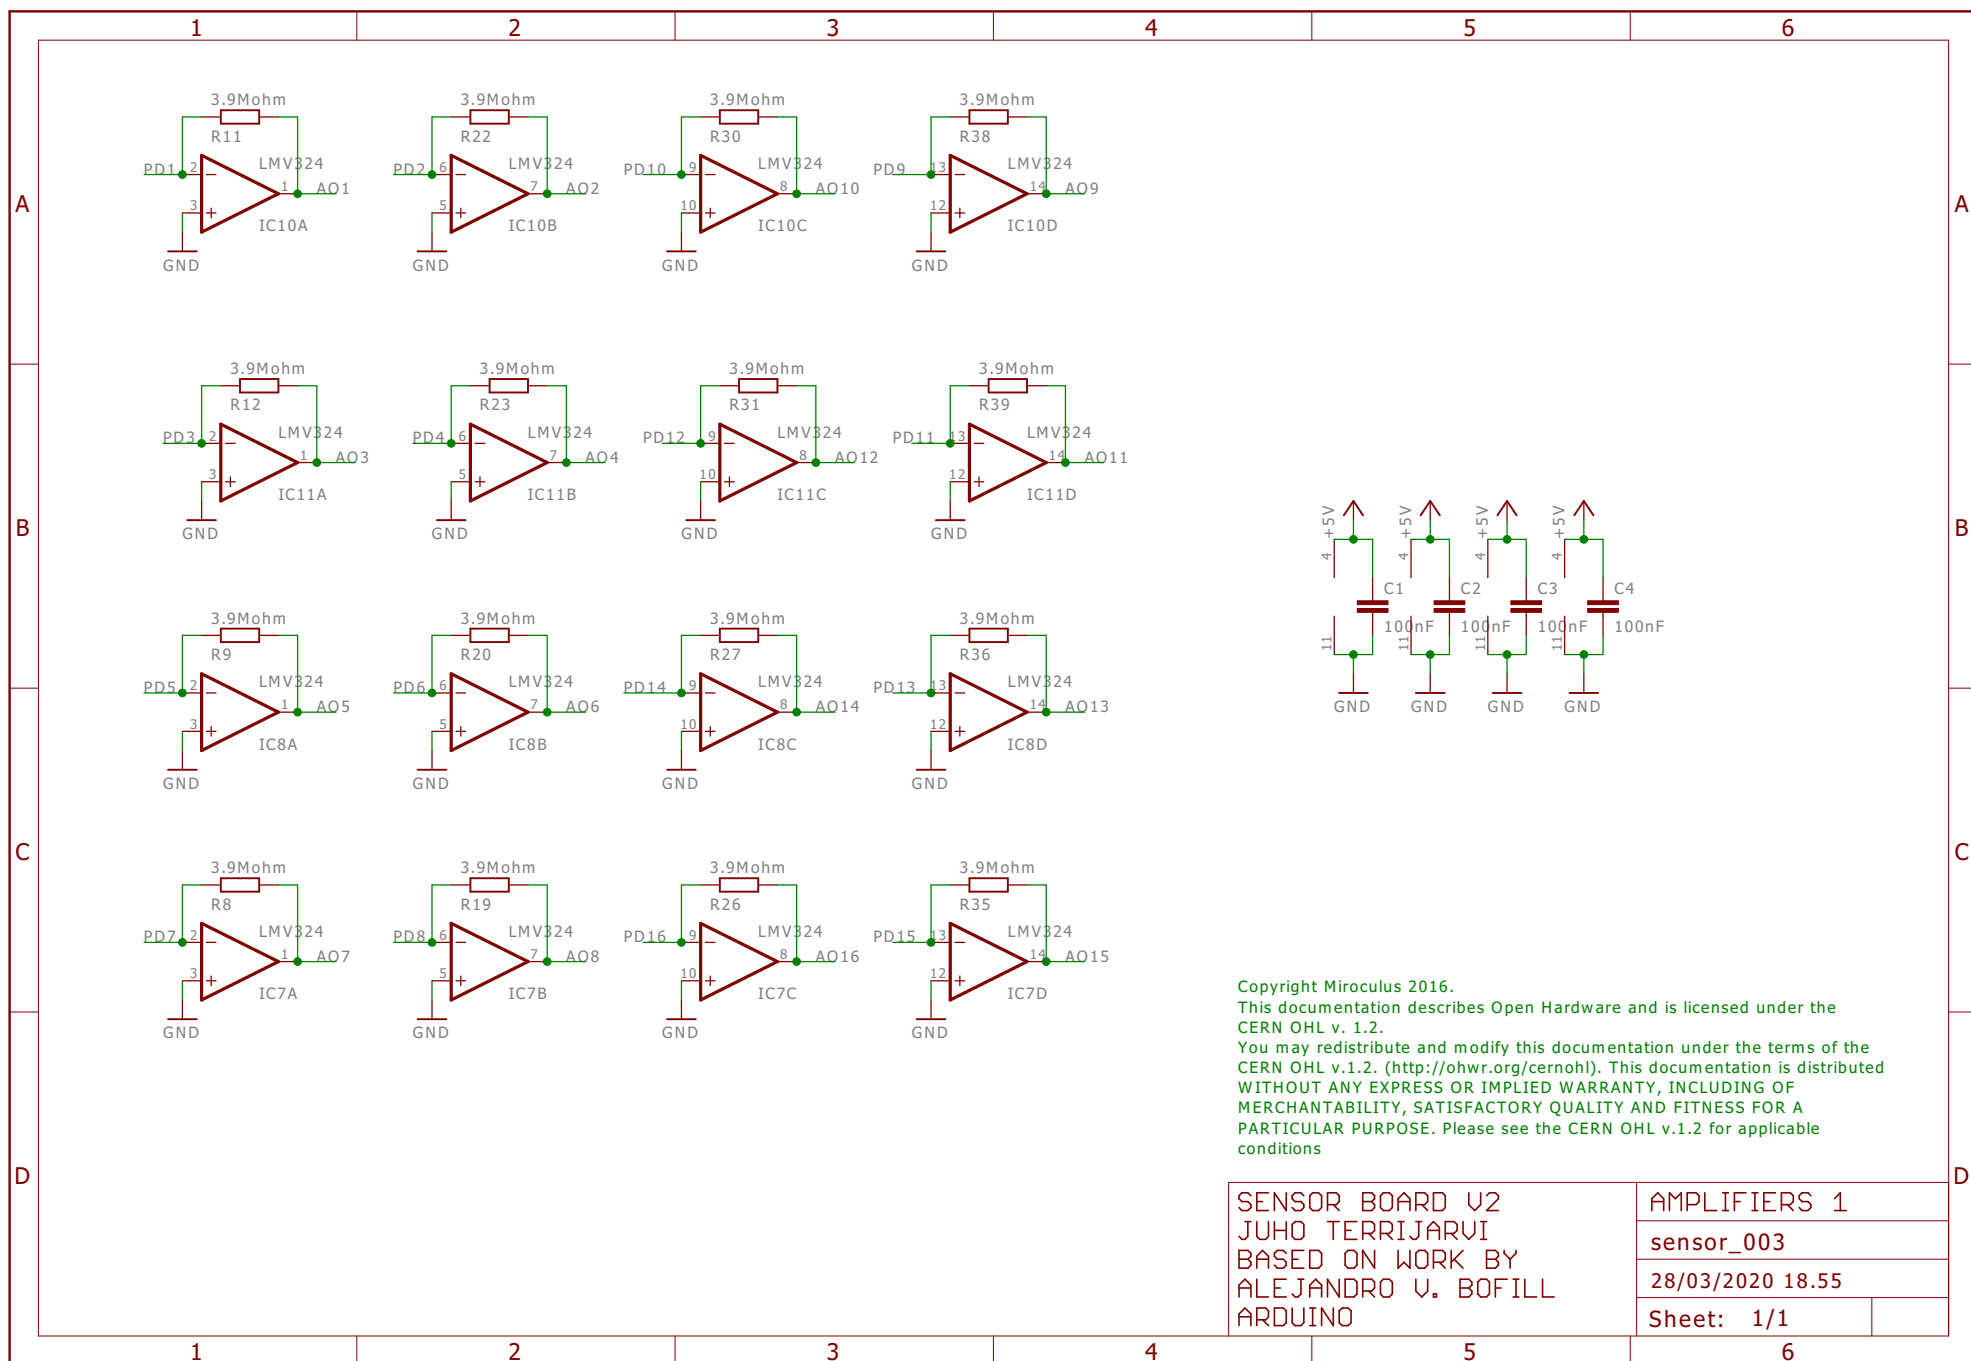 1 2 3 4 5 6
A A
3.9Mohm 3.9Mohm 3.9Mohm 3.9Mohm
R11 R22 R30 R38
LMV324 LMV324 LMV324 LMV324
PD1 2 PD2 6 PD10 9 PD9 13
1 AO1 7 AO2 8 AO10 14 AO9
3 5 10 12
IC10A IC10B IC10C IC10D
GND GND GND GND
3.9Mohm 3.9Mohm 3.9Mohm 3.9Mohm
R12 R23 R31 R39
LMV324 LMV324 LMV324 LMV324
PD3 2 PD4 6 PD12 9 PD11 13
1 AO3 7 AO4 8 AO12 14 AO11
3 5 10 12
IC11A IC11B IC11C IC11D
GND GND GND GND
B B
+5V +5V +5V +5V
4 4 4 4
C1 C2 C3 C4
100nF 100nF 100nF 100nF
11 11 11 11
GND GND GND GND
3.9Mohm 3.9Mohm 3.9Mohm 3.9Mohm
R9 R20 R27 R36
LMV324 LMV324 LMV324 LMV324
PD5 2 PD6 6 PD14 9 PD13 13
1 AO5 7 AO6 8 AO14 14 AO13
3 5 10 12
IC8A IC8B IC8C IC8D
GND GND GND GND
C C
3.9Mohm 3.9Mohm 3.9Mohm 3.9Mohm
R8 R19 R26 R35
LMV324 LMV324 LMV324 LMV324
PD7 2 PD8 6 PD16 9 PD15 13
1 AO7 7 AO8 8 AO16 14 AO15
3 5 10 12
IC7A IC7B IC7C IC7D
GND GND GND GND
Copyright Miroculus 2016.
This documentation describes Open Hardware and is licensed under the
CERN OHL v. 1.2.
You may redistribute and modify this documentation under the terms of the
CERN OHL v.1.2. (http://ohwr.org/cernohl). This documentation is distributed
WITHOUT ANY EXPRESS OR IMPLIED WARRANTY, INCLUDING OF
MERCHANTABILITY, SATISFACTORY QUALITY AND FITNESS FOR A
PARTICULAR PURPOSE. Please see the CERN OHL v.1.2 for applicable
conditions
D D
SENSOR BOARD V2
JUHO TERRIJARVI
BASED ON WORK BY
ALEJANDRO V. BOFILL
ARDUINO
AMPLIFIERS 1
sensor_003
28/03/2020 18.55
Sheet: 1/1
1 2 3 4 5 6